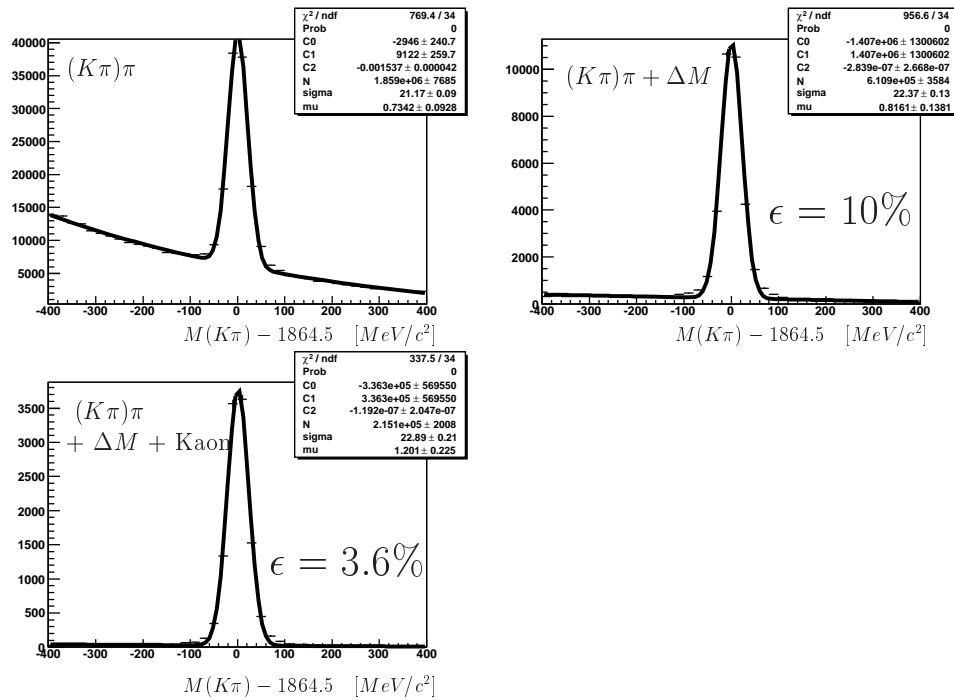 χ² / ndf 769.4 / 34
Prob 0
C0 -2946 ± 240.7
C1 9122 ± 259.7
C2 -0.001537 ± 0.000042
N 1.859e+06 ± 7685
sigma 21.17 ± 0.09
mu 0.7342 ± 0.0928
(Kπ)π
40000
35000
30000
25000
20000
15000
10000
5000
-400 -300 -200 -100 0 100 200 300 400
M(Kπ) − 1864.5 [MeV/c²]
χ² / ndf 956.6 / 34
Prob 0
C0 -1.407e+06 ± 1300602
C1 1.407e+06 ± 1300602
C2 -2.839e-07 ± 2.668e-07
N 6.109e+05 ± 3584
sigma 22.37 ± 0.13
mu 0.8161 ± 0.1381
(Kπ)π + ΔM
10000
8000
6000
4000
2000
0
ϵ = 10%
-400 -300 -200 -100 0 100 200 300 400
M(Kπ) − 1864.5 [MeV/c²]
χ² / ndf 337.5 / 34
Prob 0
C0 -3.363e+05 ± 569550
C1 3.363e+05 ± 569550
C2 -1.192e-07 ± 2.047e-07
N 2.151e+05 ± 2008
sigma 22.89 ± 0.21
mu 1.201 ± 0.225
(Kπ)π
+ ΔM + Kaon
3500
3000
2500
2000
1500
1000
500
0
ϵ = 3.6%
-400 -300 -200 -100 0 100 200 300 400
M(Kπ) − 1864.5 [MeV/c²]